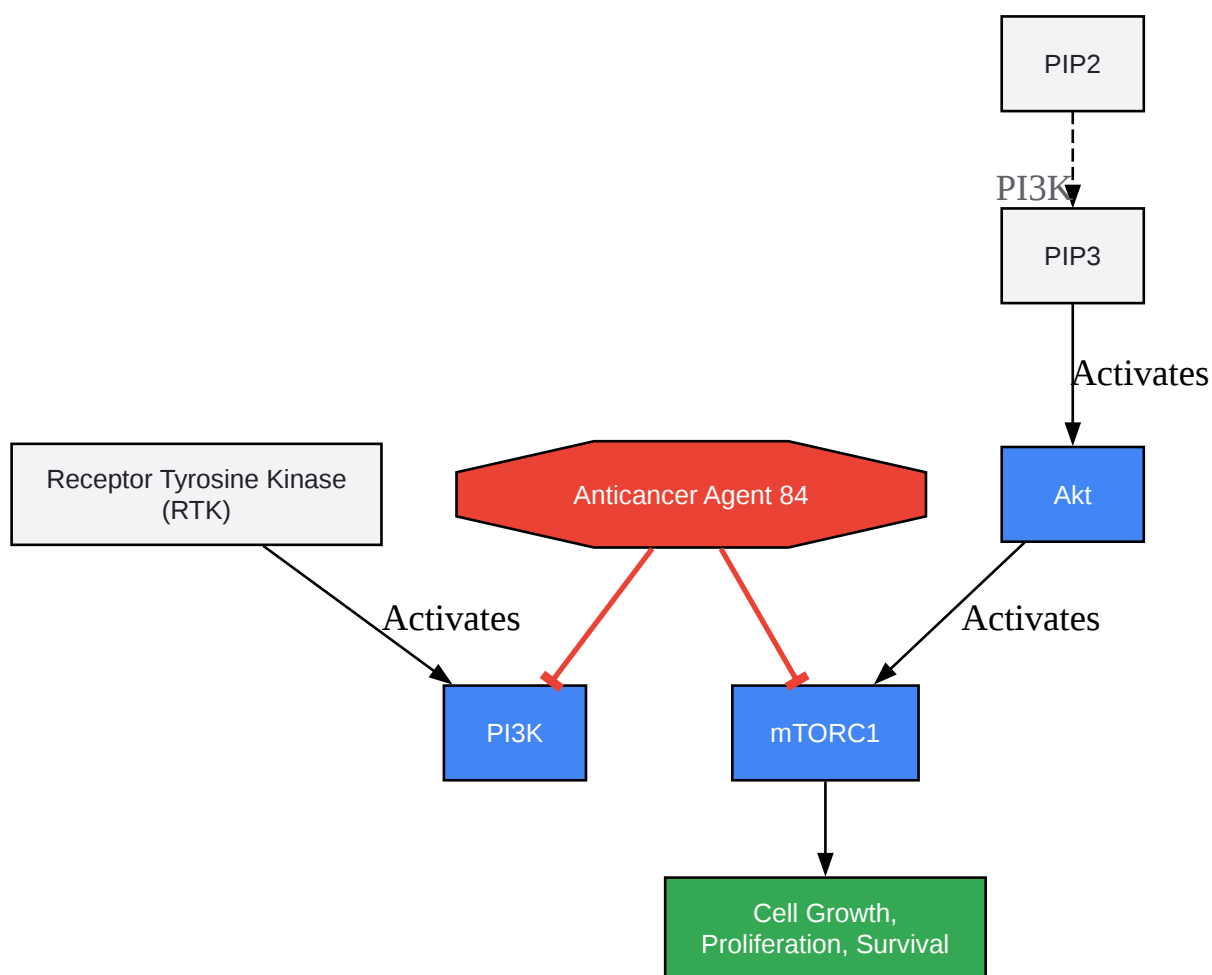 PIP2
PI3K
PIP3
Activates
Receptor Tyrosine Kinase
(RTK)
Anticancer Agent 84
Akt
Activates
Activates
PI3K
mTORC1
Cell Growth,
Proliferation, Survival